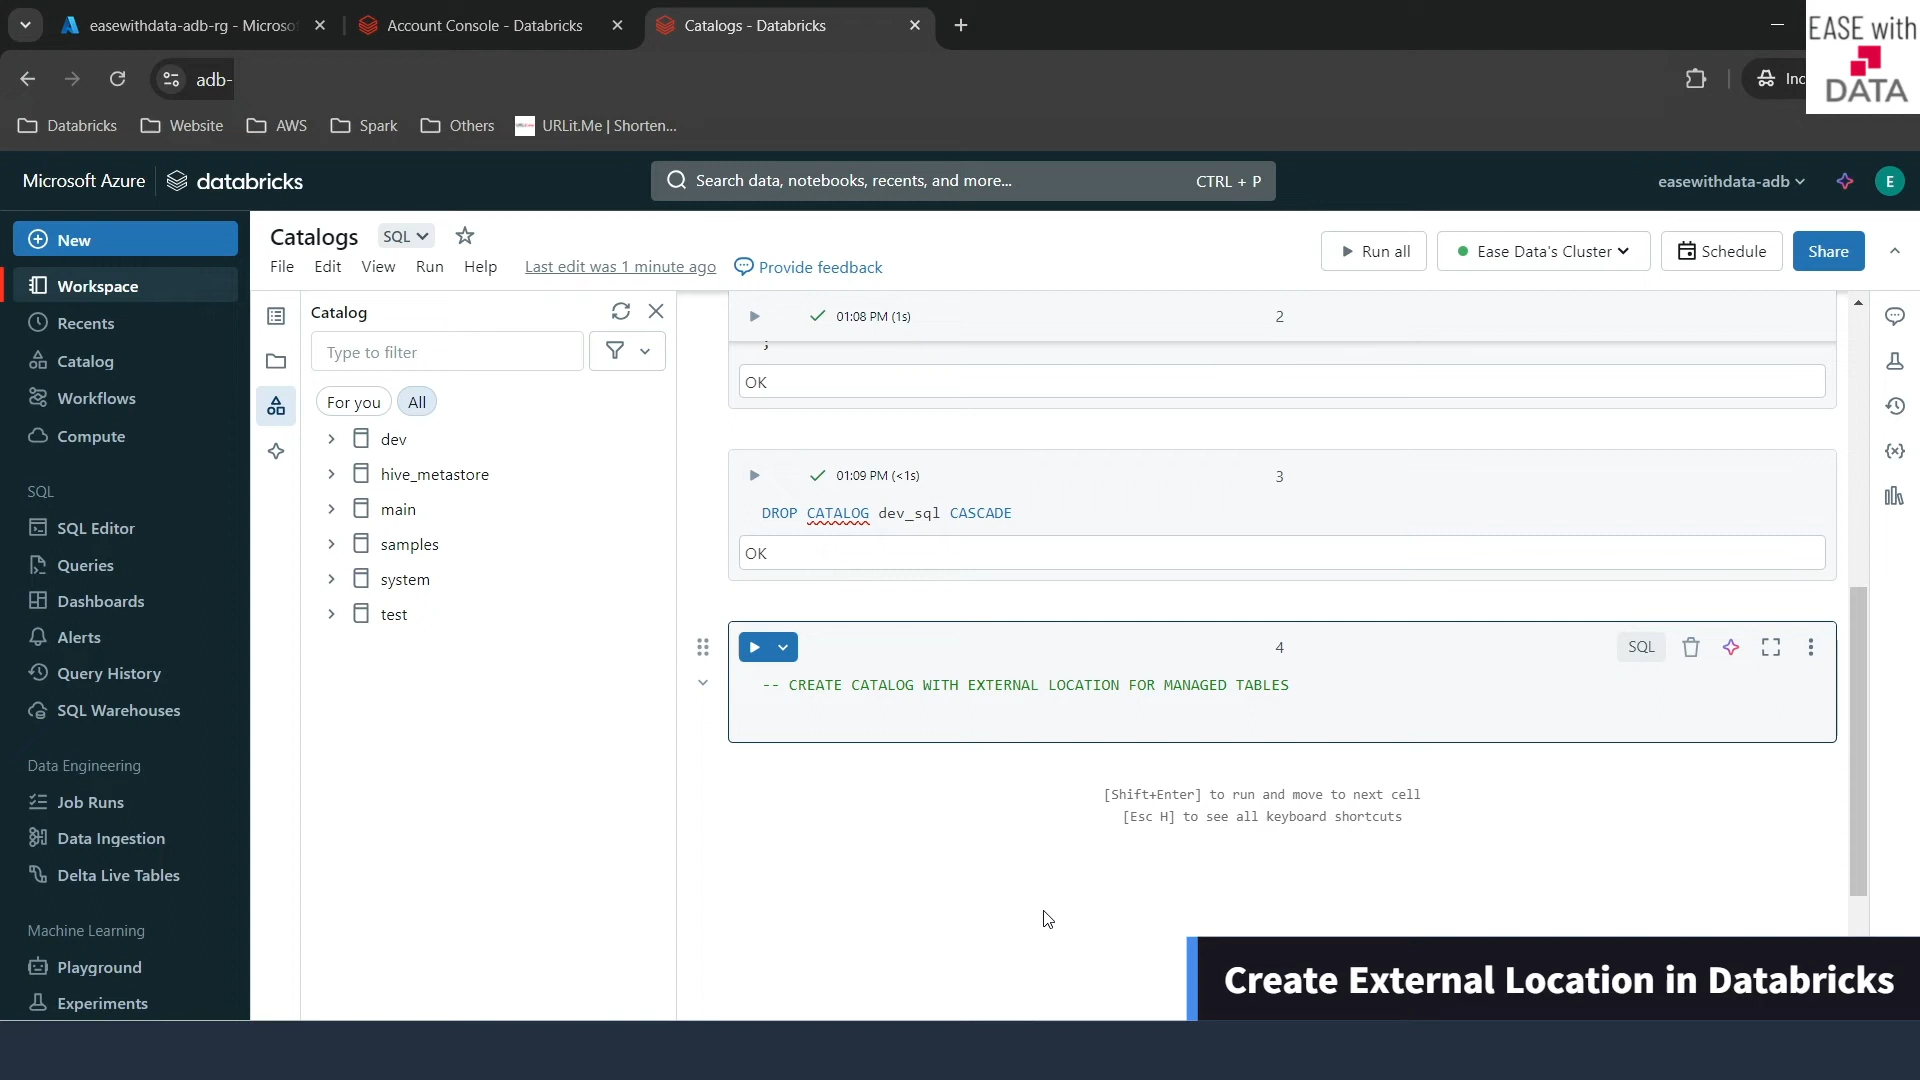 easewithdata-adb-rg - Microso
Account Console - Databricks
Catalogs - Databricks
EASE with
DATA
adb-
Inc
Databricks
Website
AWS
Spark
Others
URLit.Me | Shorten...
Microsoft Azure
databricks
Search data, notebooks, recents, and more...
CTRL + P
easewithdata-adb
E
New
Workspace
Recents
Catalog
Workflows
Compute
SQL
SQL Editor
Queries
Dashboards
Alerts
Query History
SQL Warehouses
Data Engineering
Job Runs
Data Ingestion
Delta Live Tables
Machine Learning
Playground
Experiments
Catalogs
SQL
File
Edit
View
Run
Help
Last edit was 1 minute ago
Provide feedback
Run all
Ease Data's Cluster
Schedule
Share
Catalog
Type to filter
For you
All
dev
hive_metastore
main
samples
system
test
01:08 PM (1s)
2
;
OK
01:09 PM (<1s)
3
DROP CATALOG dev_sql CASCADE
OK
4
SQL
-- CREATE CATALOG WITH EXTERNAL LOCATION FOR MANAGED TABLES
[Shift+Enter] to run and move to next cell
[Esc H] to see all keyboard shortcuts
Create External Location in Databricks